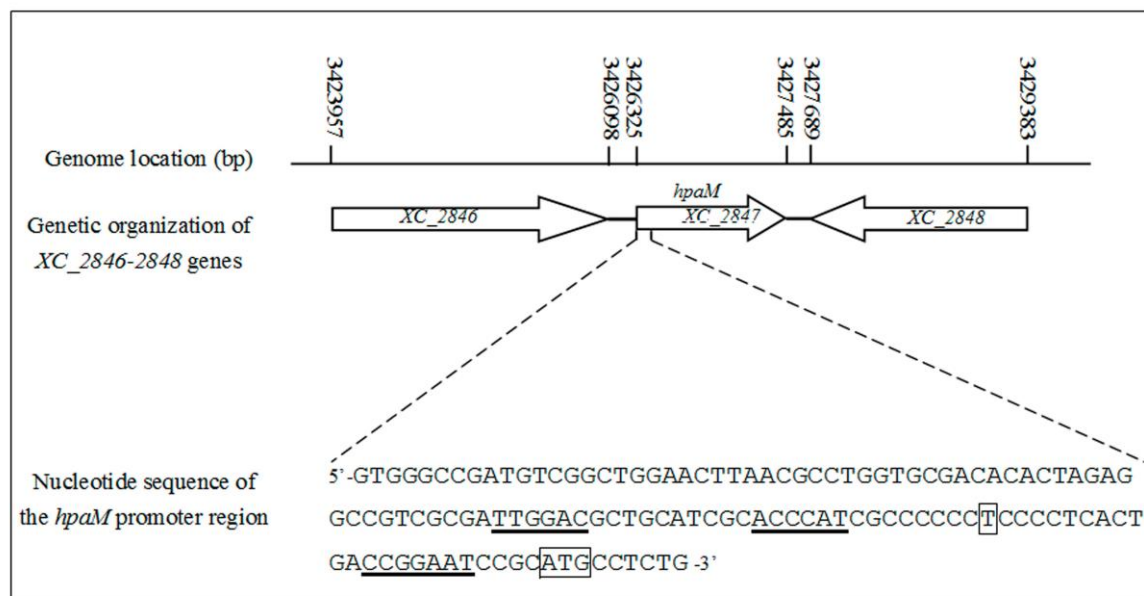 3423957 3426098 3426325 3427485 3427689 3429383
Genome location (bp)
hpaM
Genetic organization of
XC_2846-2848 genes
XC_2846 XC_2847 XC_2848
5'-GTGGGCCGATGTCGGCTGGAACTTAACGCCTGGTGCGACACACTAGAG
Nucleotide sequence of
the hpaM promoter region
GCCGTCGCGATTGGACGCTGCATCGCACCCATCGCCCCCCTCCCCTCACT
GACCGGAATCCGCATGCCTCTG-3'